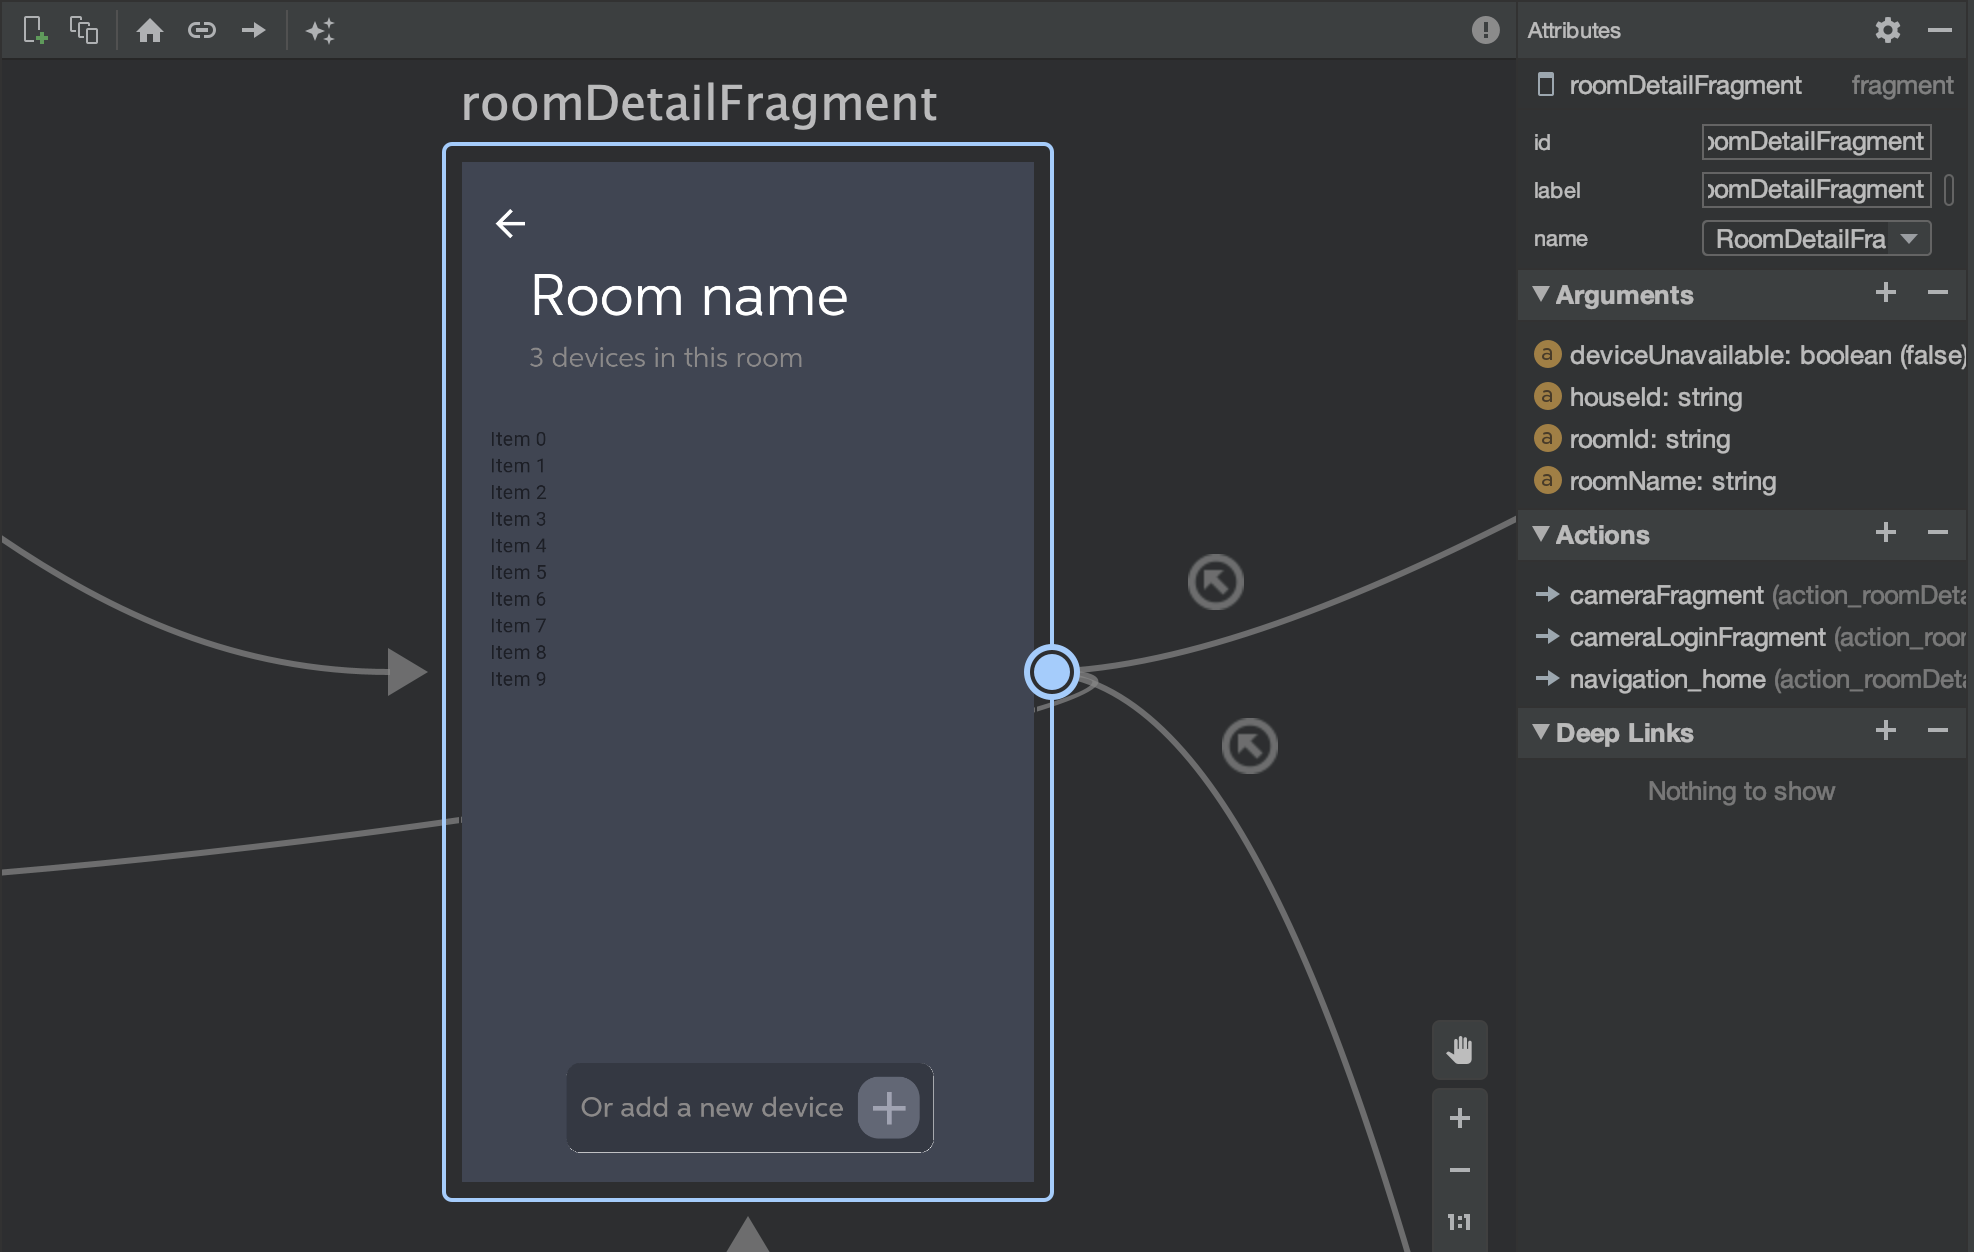 Attributes
roomDetailFragment fragment
id oomDetailFragment
label oomDetailFragment
name RoomDetailFra
Arguments
a deviceUnavailable: boolean (false)
a houseId: string
a roomId: string
a roomName: string
Actions
cameraFragment (action_roomDeta
cameraLoginFragment (action_roon
navigation_home (action_roomDeta
Deep Links
Nothing to show
roomDetailFragment
Room name
3 devices in this room
Item 0
Item 1
Item 2
Item 3
Item 4
Item 5
Item 6
Item 7
Item 8
Item 9
Or add a new device
1:1